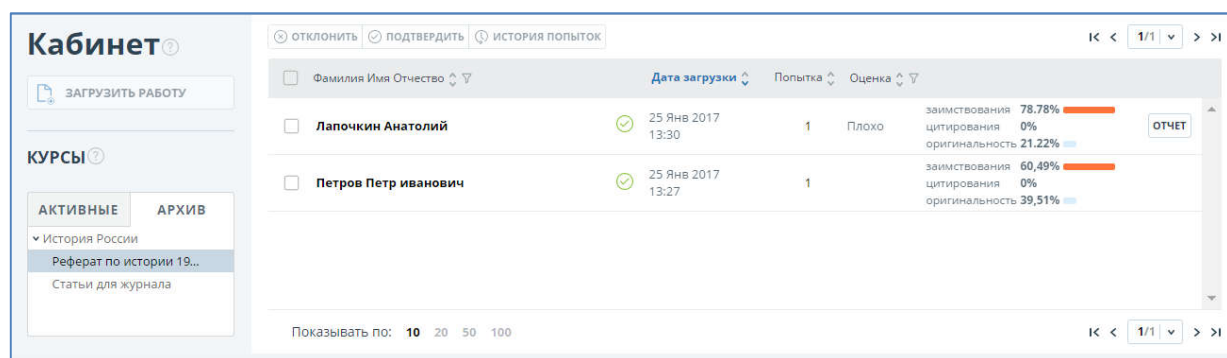 Кабинет
ЗАГРУЗИТЬ РАБОТУ
КУРСЫ
АКТИВНЫЕ АРХИВ
История России
Реферат по истории 19...
Статьи для журнала
ОТКЛОНИТЬ ПОДТВЕРДИТЬ ИСТОРИЯ ПОПЫТОК
1/1
Фамилия Имя Отчество Дата загрузки Попытка Оценка
Лапочкин Анатолий 25 Янв 2017 13:30 1 Плохо
заимствования 78.78%
цитирования 0%
оригинальность 21.22%
ОТЧЕТ
Петров Петр иванович 25 Янв 2017 13:27 1
заимствования 60,49%
цитирования 0%
оригинальность 39,51%
Показывать по: 10 20 50 100
1/1